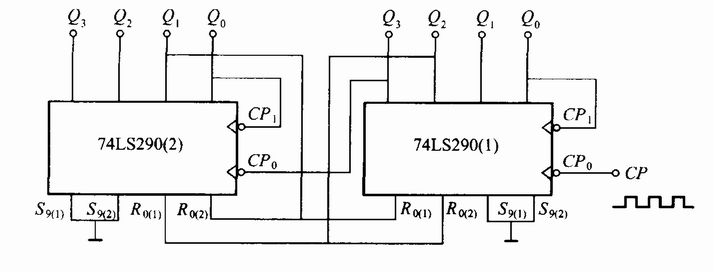 Q3 Q2 Q1 Q0 Q3 Q2 Q1 Q0
CP1 CP1
74LS290(2) 74LS290(1)
CP0 CP0 CP
S9(1) S9(2) R0(1) R0(2) R0(1) R0(2) S9(1) S9(2)